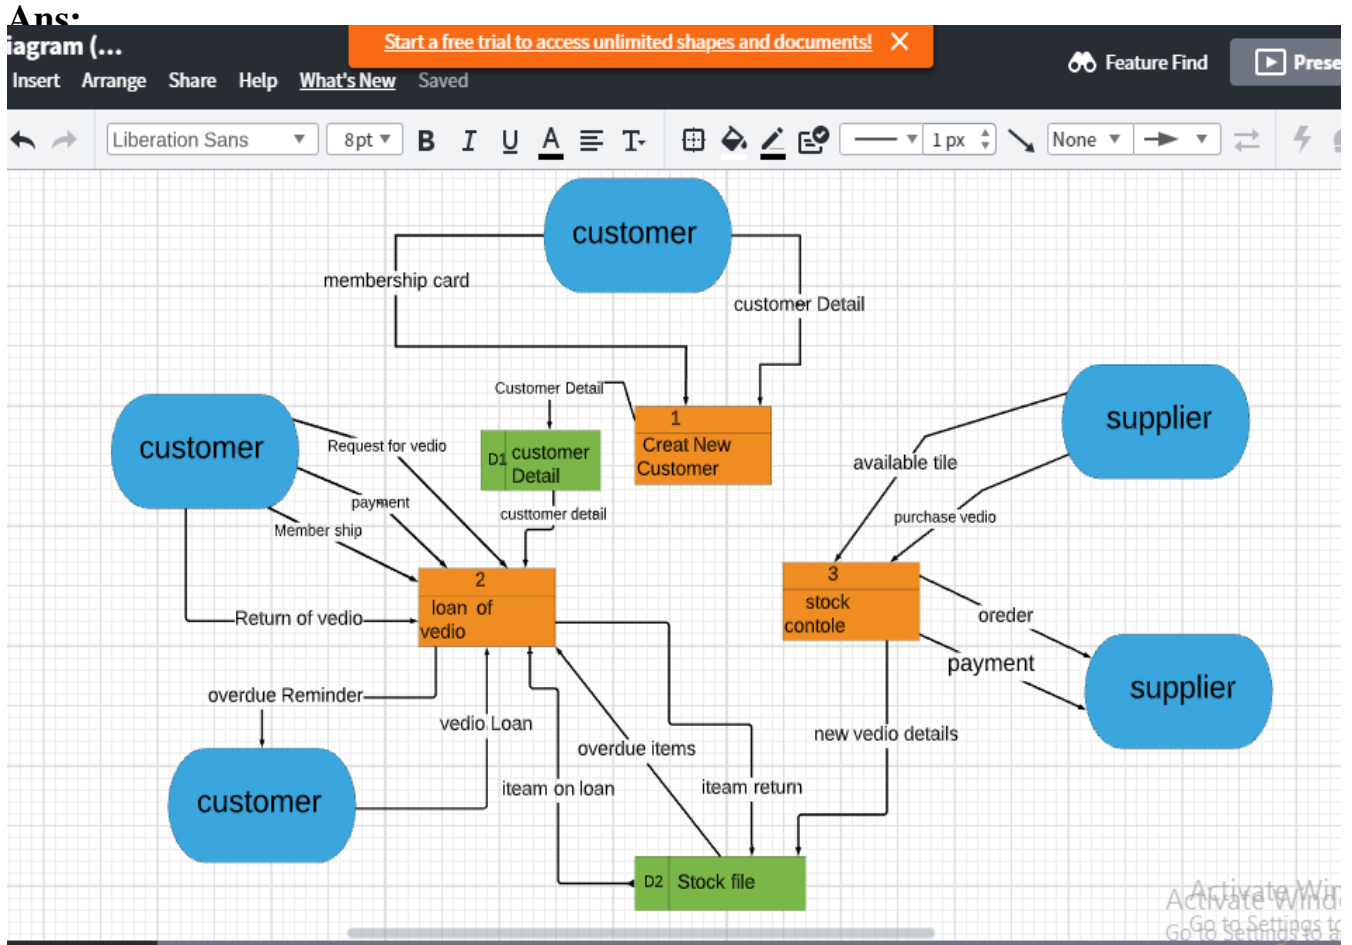 Ans:
iagram (...
Start a free trial to access unlimited shapes and documents!
Feature Find
Prese
Insert Arrange Share Help What's New Saved
Liberation Sans 8pt B I U A T 1 px None
customer
membership card
customer Detail
Customer Detail
1
Creat New
Customer
D1
customer
Detail
custtomer detail
customer
Request for vedio
payment
Member ship
Return of vedio
2
loan of
vedio
supplier
available tile
purchase vedio
3
stock
contole
oreder
payment
supplier
overdue Reminder
vedio Loan
overdue items
iteam on loan
iteam return
new vedio details
customer
D2 Stock file
Activate Wind
Go to Settings to a